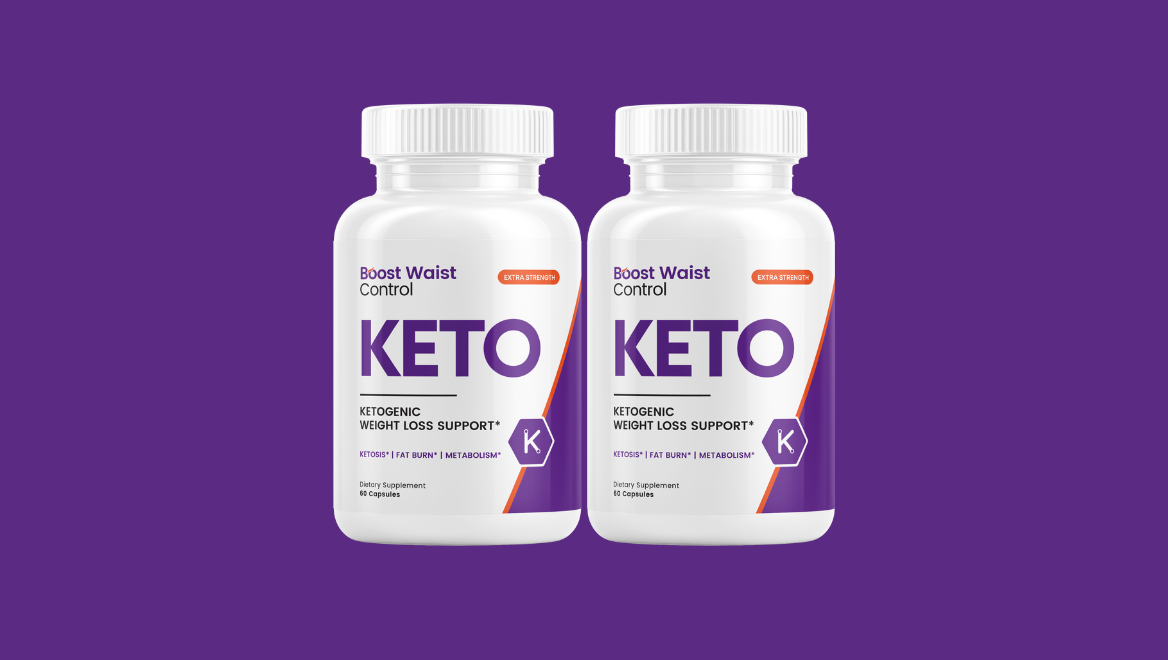 Boost Waist
Control
EXTRA STRENGTH
KETO
KETOGENIC
WEIGHT LOSS SUPPORT*
K
KETOSIS* | FAT BURN* | METABOLISM*
Dietary Supplement
60 Capsules
Boost Waist
Control
EXTRA STRENGTH
KETO
KETOGENIC
WEIGHT LOSS SUPPORT*
K
KETOSIS* | FAT BURN* | METABOLISM*
Dietary Supplement
60 Capsules